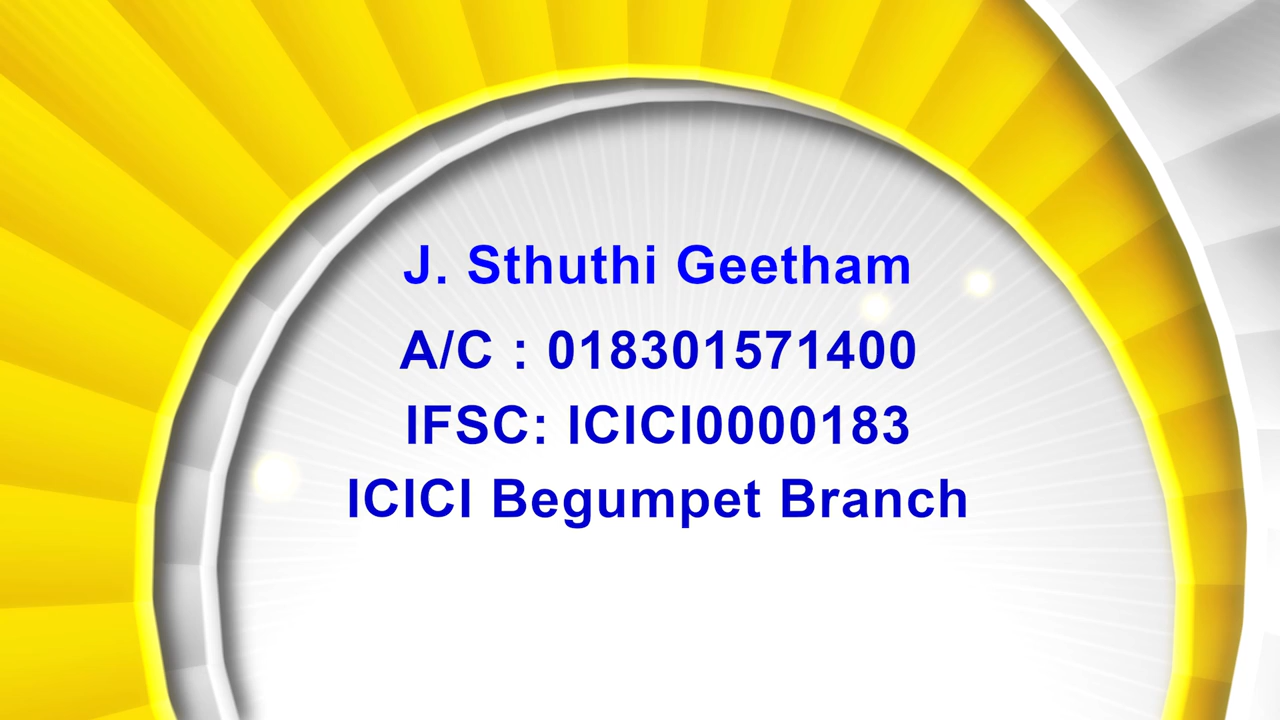 J. Sthuthi Geetham
A/C : 018301571400
IFSC: ICICI0000183
ICICI Begumpet Branch